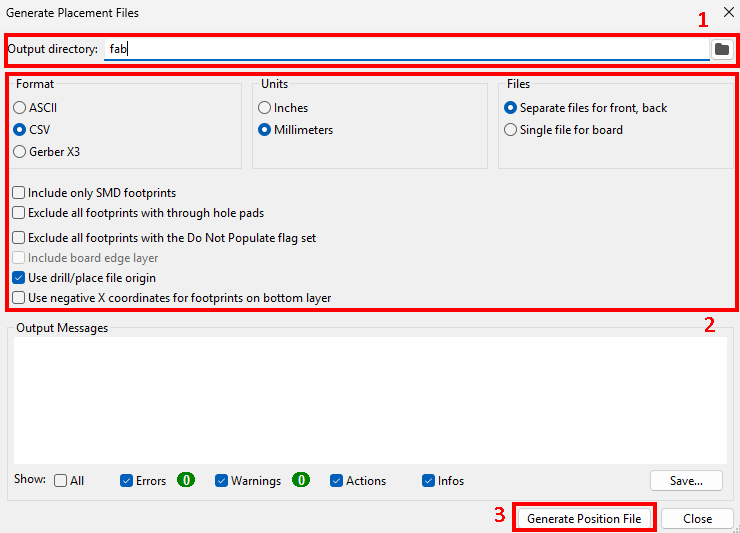 Generate Placement Files
1
Output directory: fab
Format
ASCII
CSV
Gerber X3
Units
Inches
Millimeters
Files
Separate files for front, back
Single file for board
Include only SMD footprints
Exclude all footprints with through hole pads
Exclude all footprints with the Do Not Populate flag set
Include board edge layer
Use drill/place file origin
Use negative X coordinates for footprints on bottom layer
2
Output Messages
Show: All Errors 0 Warnings 0 Actions Infos Save...
3 Generate Position File Close